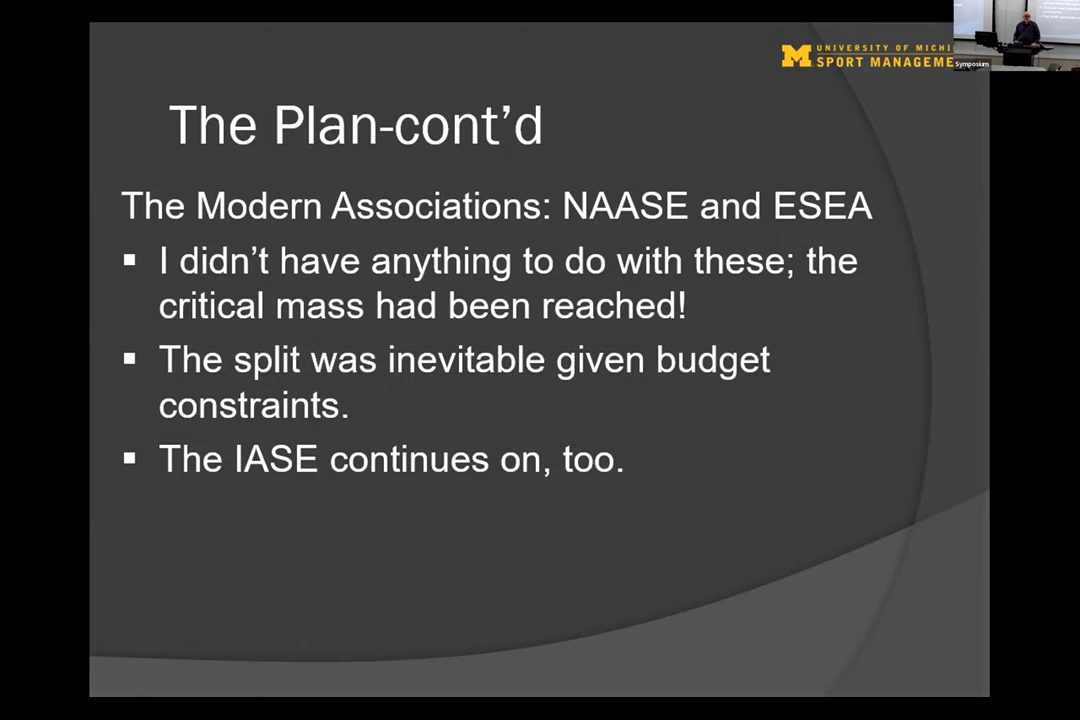 M UNIVERSITY OF MICHI
SPORT MANAGEME
Symposium
The Plan-cont’d
The Modern Associations: NAASE and ESEA
▪ I didn’t have anything to do with these; the
critical mass had been reached!
▪ The split was inevitable given budget
constraints.
▪ The IASE continues on, too.